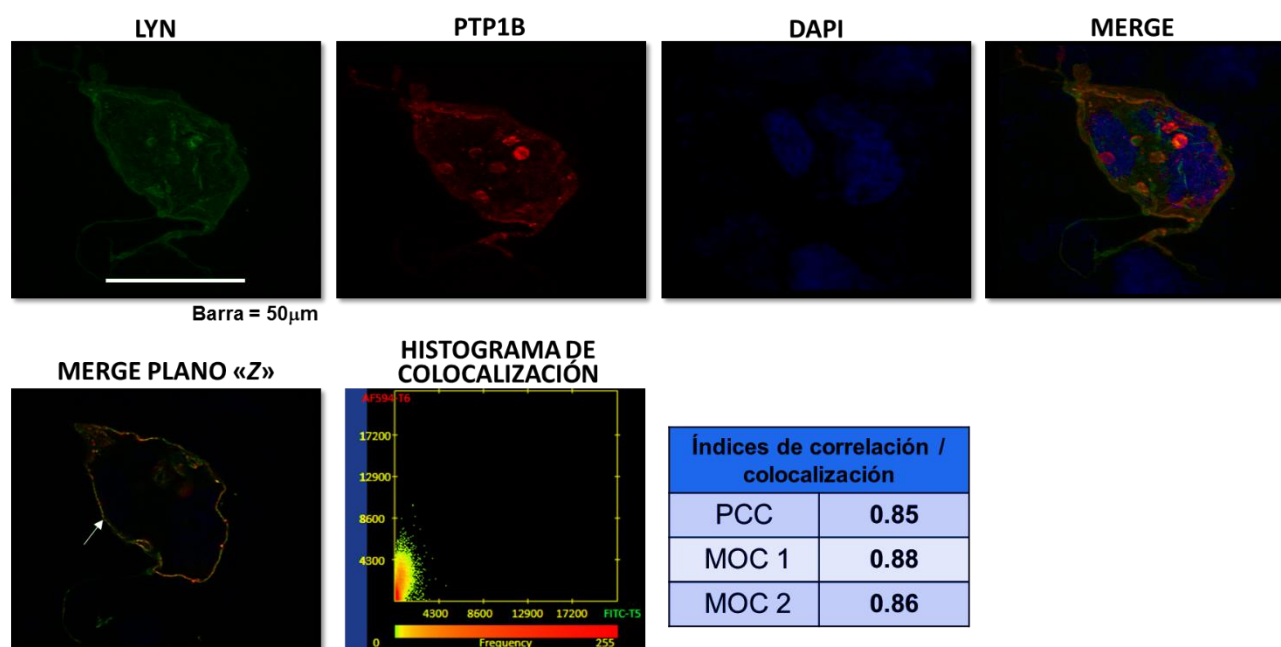 LYN
PTP1B
DAPI
MERGE
Barra = 50μm
MERGE PLANO «Z»
HISTOGRAMA DE
COLOCALIZACIÓN
AF594-T6
17200
12900
8600
4300
4300 8600 12900 17200 FITC-T5
0 Frequency 255
Índices de correlación /
colocalización
PCC 0.85
MOC 1 0.88
MOC 2 0.86